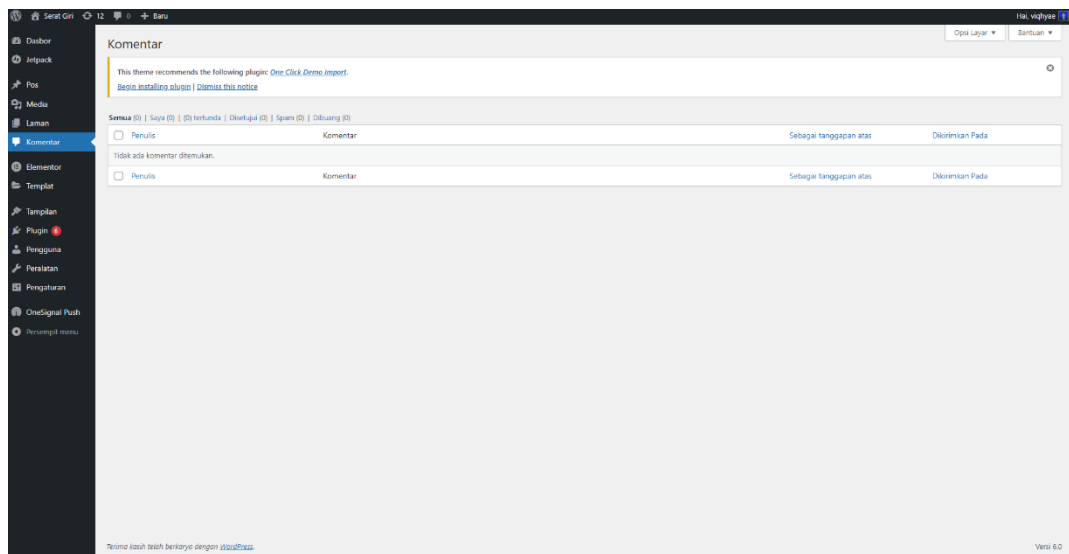 Serat Giri 12 0 + Baru Hai, viqhyae
Opsi Layar ▼ Bantuan ▼
Dasbor
Jetpack
Pos
Media
Laman
Komentar
Elementor
Templat
Tampilan
Plugin 6
Pengguna
Peralatan
Pengaturan
OneSignal Push
Persempit menu
Komentar
This theme recommends the following plugin: One Click Demo Import.
Begin installing plugin | Dismiss this notice
Semua (0) | Saya (0) | (0) tertunda | Disetujui (0) | Spam (0) | Dibuang (0)
Penulis Komentar Sebagai tanggapan atas Dikirimkan Pada
Tidak ada komentar ditemukan.
Penulis Komentar Sebagai tanggapan atas Dikirimkan Pada
Terima kasih telah berkarya dengan WordPress. Versi 6.0